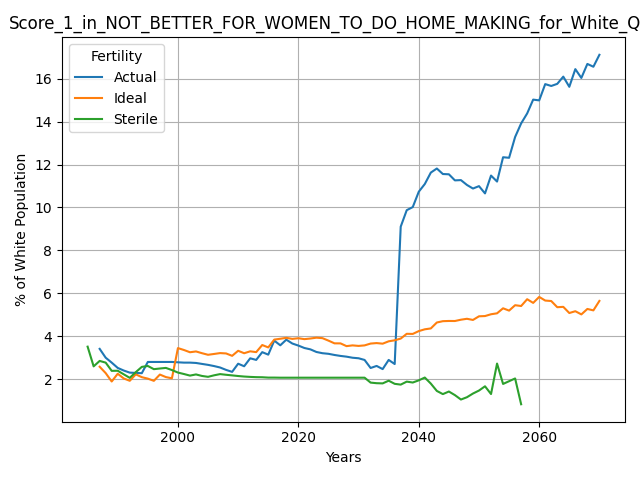 Score_1_in_NOT_BETTER_FOR_WOMEN_TO_DO_HOME_MAKING_for_White_Q
Fertility
Actual
Ideal
Sterile
% of White Population
16
14
12
10
8
6
4
2
2000 2020 2040 2060
Years